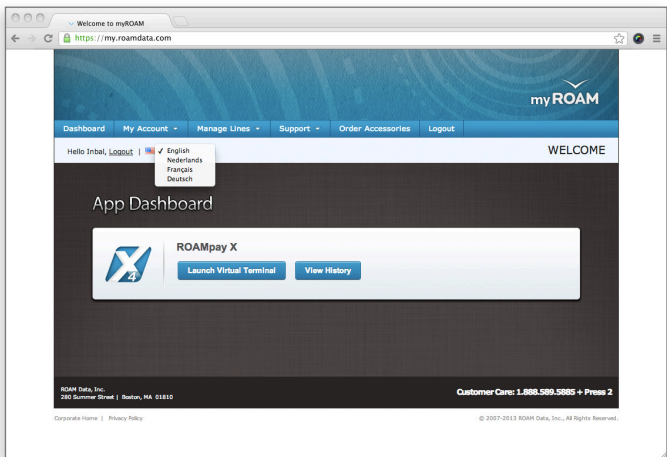 Welcome to myROAM
https://my.roamdata.com
myROAM
Dashboard My Account Manage Lines Support Order Accessories Logout
Hello Inbal, Logout | ✓ English WELCOME
Nederlands
Français
Deutsch
App Dashboard
X4
ROAMpay X
Launch Virtual Terminal View History
ROAM Data, Inc.
280 Summer Street | Boston, MA 01810 Customer Care: 1.888.589.5885 + Press 2
Corporate Home | Privacy Policy © 2007-2013 ROAM Data, Inc., All Rights Reserved.